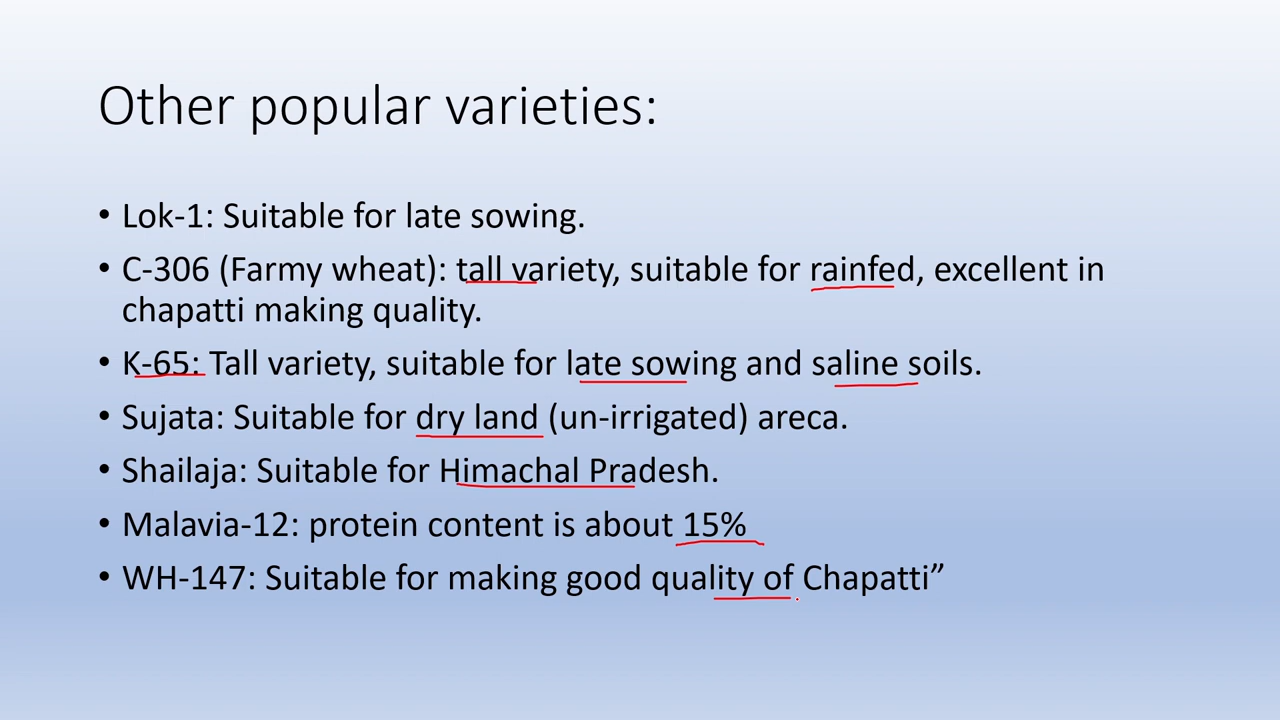 Other popular varieties:
• Lok-1: Suitable for late sowing.
• C-306 (Farmy wheat): tall variety, suitable for rainfed, excellent in
chapatti making quality.
• K-65: Tall variety, suitable for late sowing and saline soils.
• Sujata: Suitable for dry land (un-irrigated) areca.
• Shailaja: Suitable for Himachal Pradesh.
• Malavia-12: protein content is about 15%
• WH-147: Suitable for making good quality of Chapatti”